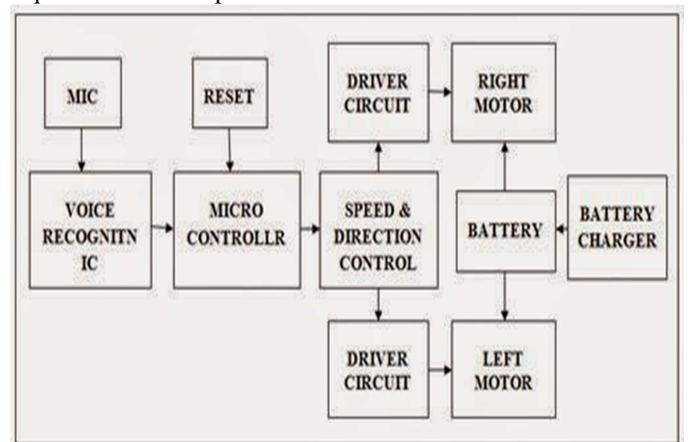 MIC
RESET
DRIVER
CIRCUIT
RIGHT
MOTOR
VOICE
RECOGNITN
IC
MICRO
CONTROLLR
SPEED &
DIRECTION
CONTROL
BATTERY
BATTERY
CHARGER
DRIVER
CIRCUIT
LEFT
MOTOR